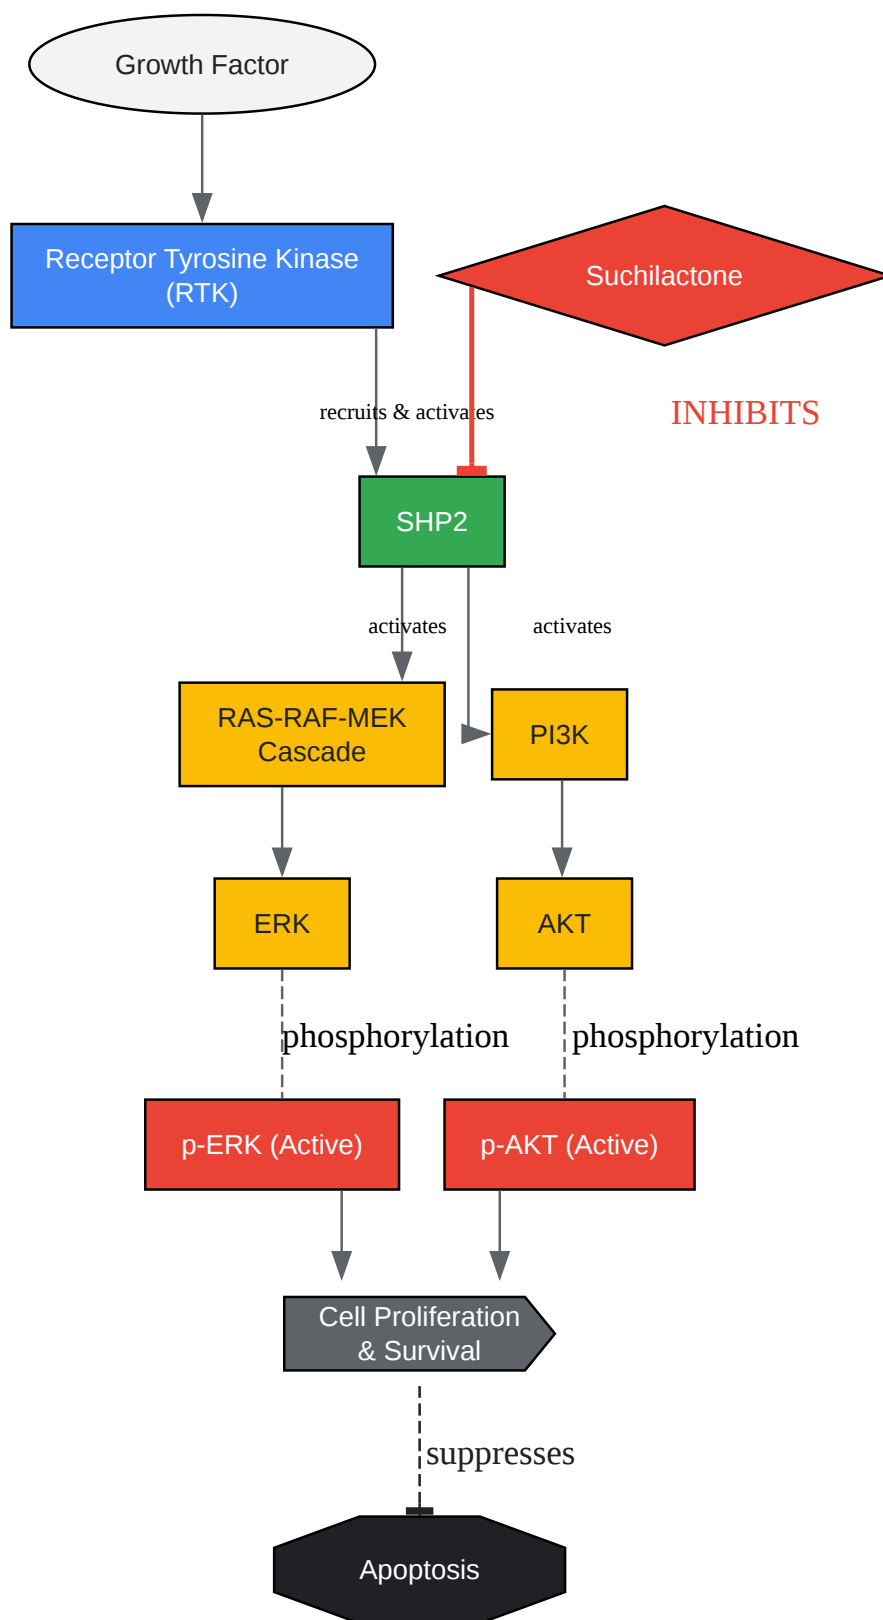 Growth Factor
Receptor Tyrosine Kinase
(RTK)
Suchilactone
recruits & activates
INHIBITS
SHP2
activates
activates
RAS-RAF-MEK
Cascade
PI3K
ERK
AKT
phosphorylation
phosphorylation
p-ERK (Active)
p-AKT (Active)
Cell Proliferation
& Survival
suppresses
Apoptosis